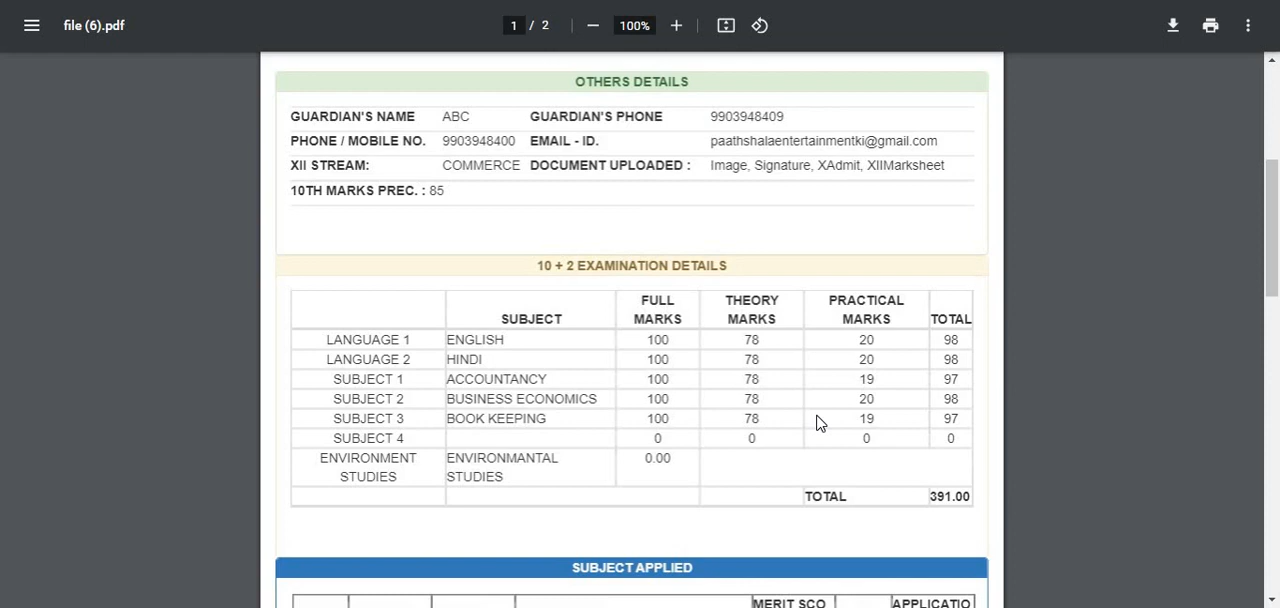 file (6).pdf
1 / 2
100%
OTHERS DETAILS
GUARDIAN'S NAME ABC GUARDIAN'S PHONE 9903948409
PHONE / MOBILE NO. 9903948400 EMAIL - ID. paathshalaentertainmentki@gmail.com
XII STREAM: COMMERCE DOCUMENT UPLOADED : Image, Signature, XAdmit, XIIMarksheet
10TH MARKS PREC. : 85
10 + 2 EXAMINATION DETAILS
SUBJECT FULL MARKS THEORY MARKS PRACTICAL MARKS TOTAL
LANGUAGE 1 ENGLISH 100 78 20 98
LANGUAGE 2 HINDI 100 78 20 98
SUBJECT 1 ACCOUNTANCY 100 78 19 97
SUBJECT 2 BUSINESS ECONOMICS 100 78 20 98
SUBJECT 3 BOOK KEEPING 100 78 19 97
SUBJECT 4 0 0 0 0
ENVIRONMENT STUDIES ENVIRONMANTAL STUDIES 0.00
TOTAL 391.00
SUBJECT APPLIED
MERIT SCO APPLICATIO